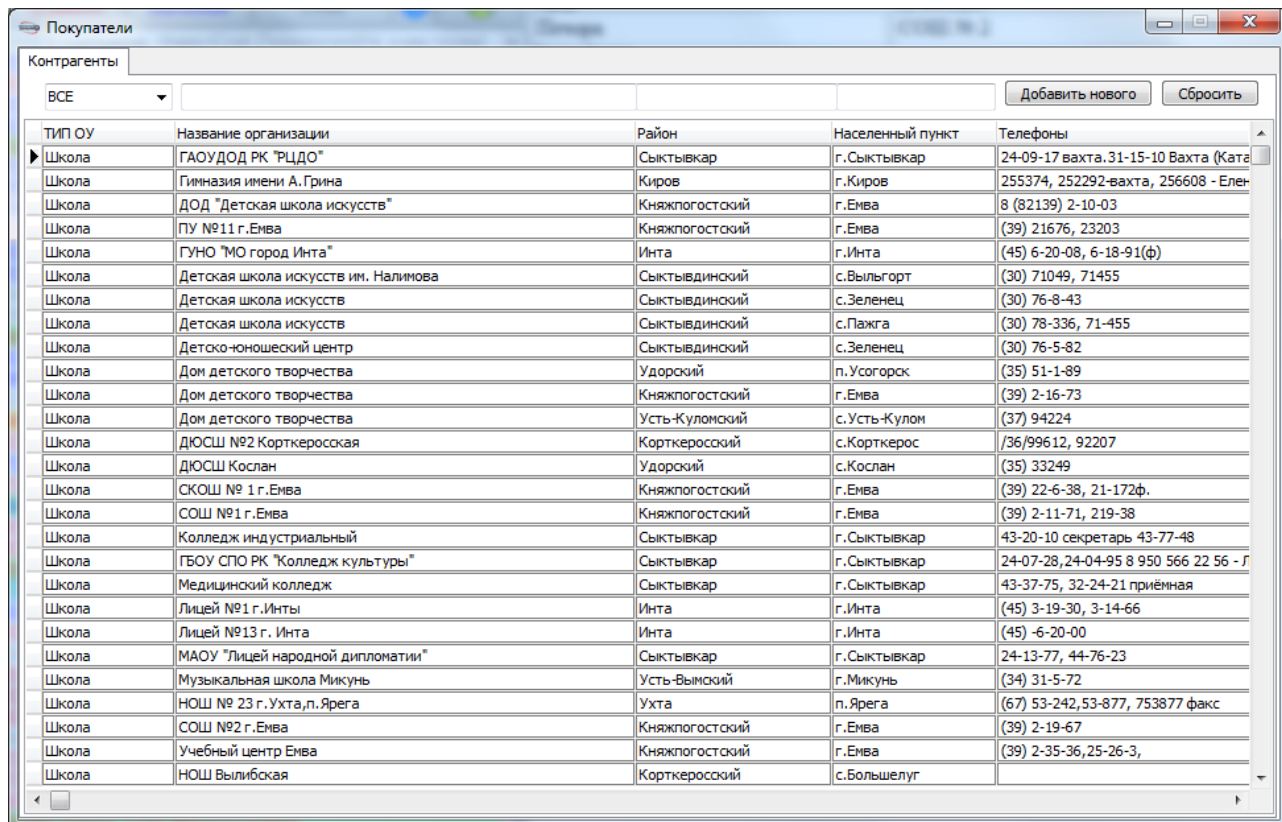 Покупатели
Контрагенты
ВСЕ Добавить нового Сбросить
ТИП ОУ Название организации Район Населенный пункт Телефоны
Школа ГАОУДОД РК "РЦДО" Сыктывкар г.Сыктывкар 24-09-17 вахта.31-15-10 Вахта (Ката
Школа Гимназия имени А.Грина Киров г.Киров 255374, 252292-вахта, 256608 - Елен
Школа ДОД "Детская школа искусств" Княжпогостский г.Емва 8 (82139) 2-10-03
Школа ПУ №11 г.Емва Княжпогостский г.Емва (39) 21676, 23203
Школа ГУНО "МО город Инта" Инта г.Инта (45) 6-20-08, 6-18-91(ф)
Школа Детская школа искусств им. Налимова Сыктывдинский с.Выльгорт (30) 71049, 71455
Школа Детская школа искусств Сыктывдинский с.Зеленец (30) 76-8-43
Школа Детская школа искусств Сыктывдинский с.Пажга (30) 78-336, 71-455
Школа Детско-юношеский центр Сыктывдинский с.Зеленец (30) 76-5-82
Школа Дом детского творчества Удорский п.Усогорск (35) 51-1-89
Школа Дом детского творчества Княжпогостский г.Емва (39) 2-16-73
Школа Дом детского творчества Усть-Куломский с.Усть-Кулом (37) 94224
Школа ДЮСШ №2 Корткеросская Корткеросский с.Корткерос /36/99612, 92207
Школа ДЮСШ Кослан Удорский с.Кослан (35) 33249
Школа СКОШ № 1 г.Емва Княжпогостский г.Емва (39) 22-6-38, 21-172ф.
Школа СОШ №1 г.Емва Княжпогостский г.Емва (39) 2-11-71, 219-38
Школа Колледж индустриальный Сыктывкар г.Сыктывкар 43-20-10 секретарь 43-77-48
Школа ГБОУ СПО РК "Колледж культуры" Сыктывкар г.Сыктывкар 24-07-28,24-04-95 8 950 566 22 56 - Л
Школа Медицинский колледж Сыктывкар г.Сыктывкар 43-37-75, 32-24-21 приёмная
Школа Лицей №1 г.Инты Инта г.Инта (45) 3-19-30, 3-14-66
Школа Лицей №13 г. Инта Инта г.Инта (45) -6-20-00
Школа МАОУ "Лицей народной дипломатии" Сыктывкар г.Сыктывкар 24-13-77, 44-76-23
Школа Музыкальная школа Микунь Усть-Вымский г.Микунь (34) 31-5-72
Школа НОШ № 23 г.Ухта,п.Ярега Ухта п.Ярега (67) 53-242,53-877, 753877 факс
Школа СОШ №2 г.Емва Княжпогостский г.Емва (39) 2-19-67
Школа Учебный центр Емва Княжпогостский г.Емва (39) 2-35-36,25-26-3,
Школа НОШ Вылибская Корткеросский с.Большелуг